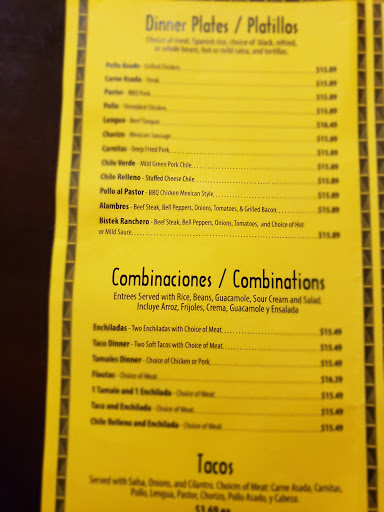 Dinner Plates / Platillos
Choice of meat, Spanish rice, choice of black, refried,
or whole beans, hot or mild salsa, and tortillas.
Pollo Asado - Grilled Chicken $15.89
Carne Asada - Steak $15.89
Pastor - BBQ Pork $15.89
Pollo - Shredded Chicken $15.89
Lengua - Beef Tongue $16.49
Chorizo - Mexican Sausage $15.89
Carnitas - Deep Fried Pork $15.89
Chile Verde - Mild Green Pork Chile $15.89
Chile Relleno - Stuffed Cheese Chile $15.89
Pollo al Pastor - BBQ Chicken Mexican Style $15.89
Alambres - Beef Steak, Bell Peppers, Onions, Tomatoes, & Grilled Bacon $15.89
Bistek Ranchero - Beef Steak, Bell Peppers, Onions, Tomatoes, and Choice of Hot
or Mild Sauce $15.89
Combinaciones / Combinations
Entrees Served with Rice, Beans, Guacamole, Sour Cream and Salad.
Incluye Arroz, Frijoles, Crema, Guacamole y Ensalada
Enchiladas - Two Enchiladas with Choice of Meat $15.49
Taco Dinner - Two Soft Tacos with Choice of Meat $15.49
Tamales Dinner - Choice of Chicken or Pork $15.49
Flautas - Choice of Meat $16.39
1 Tamale and 1 Enchilada - Choice of Meat $15.49
Taco and Enchilada - Choice of Meat $15.49
Chile Relleno and Enchilada - Choice of Meat $15.49
Tacos
Served with Salsa, Onions, and Cilantro. Choices of Meat: Carne Asada, Carnitas,
Pollo, Lengua, Pastor, Chorizo, Pollo Asado, y Cabeza.
$3.69